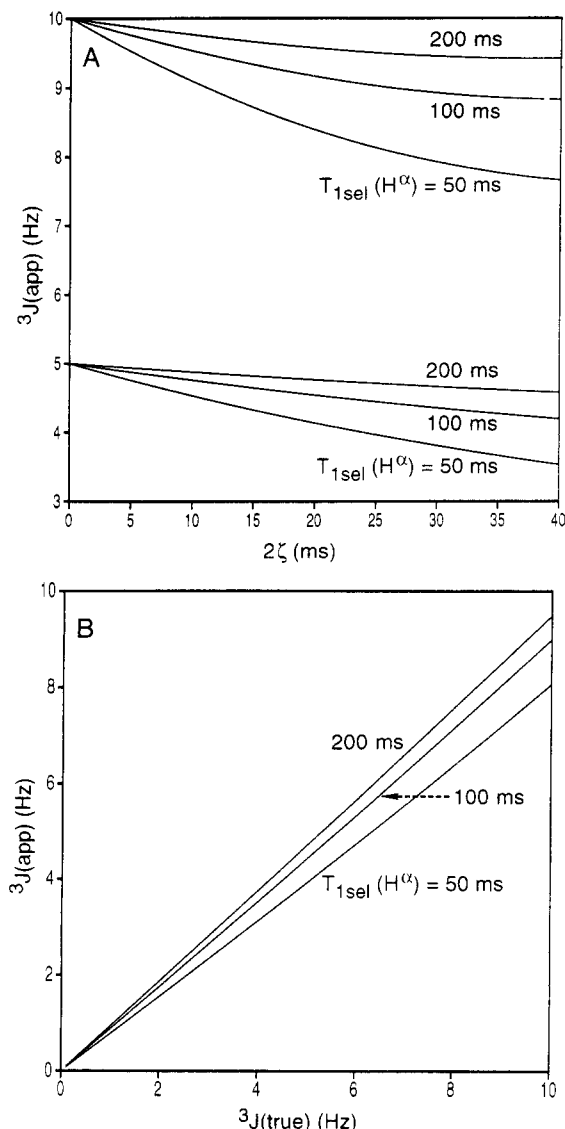 A
10
9
8
7
6
5
4
3
³J(app) (Hz)
200 ms
100 ms
T₁sel (Hᵅ) = 50 ms
200 ms
100 ms
T₁sel (Hᵅ) = 50 ms
0 5 10 15 20 25 30 35 40
2ζ (ms)
B
10
8
6
4
2
0
³J(app) (Hz)
200 ms
100 ms
T₁sel (Hᵅ) = 50 ms
0 2 4 6 8 10
³J(true) (Hz)